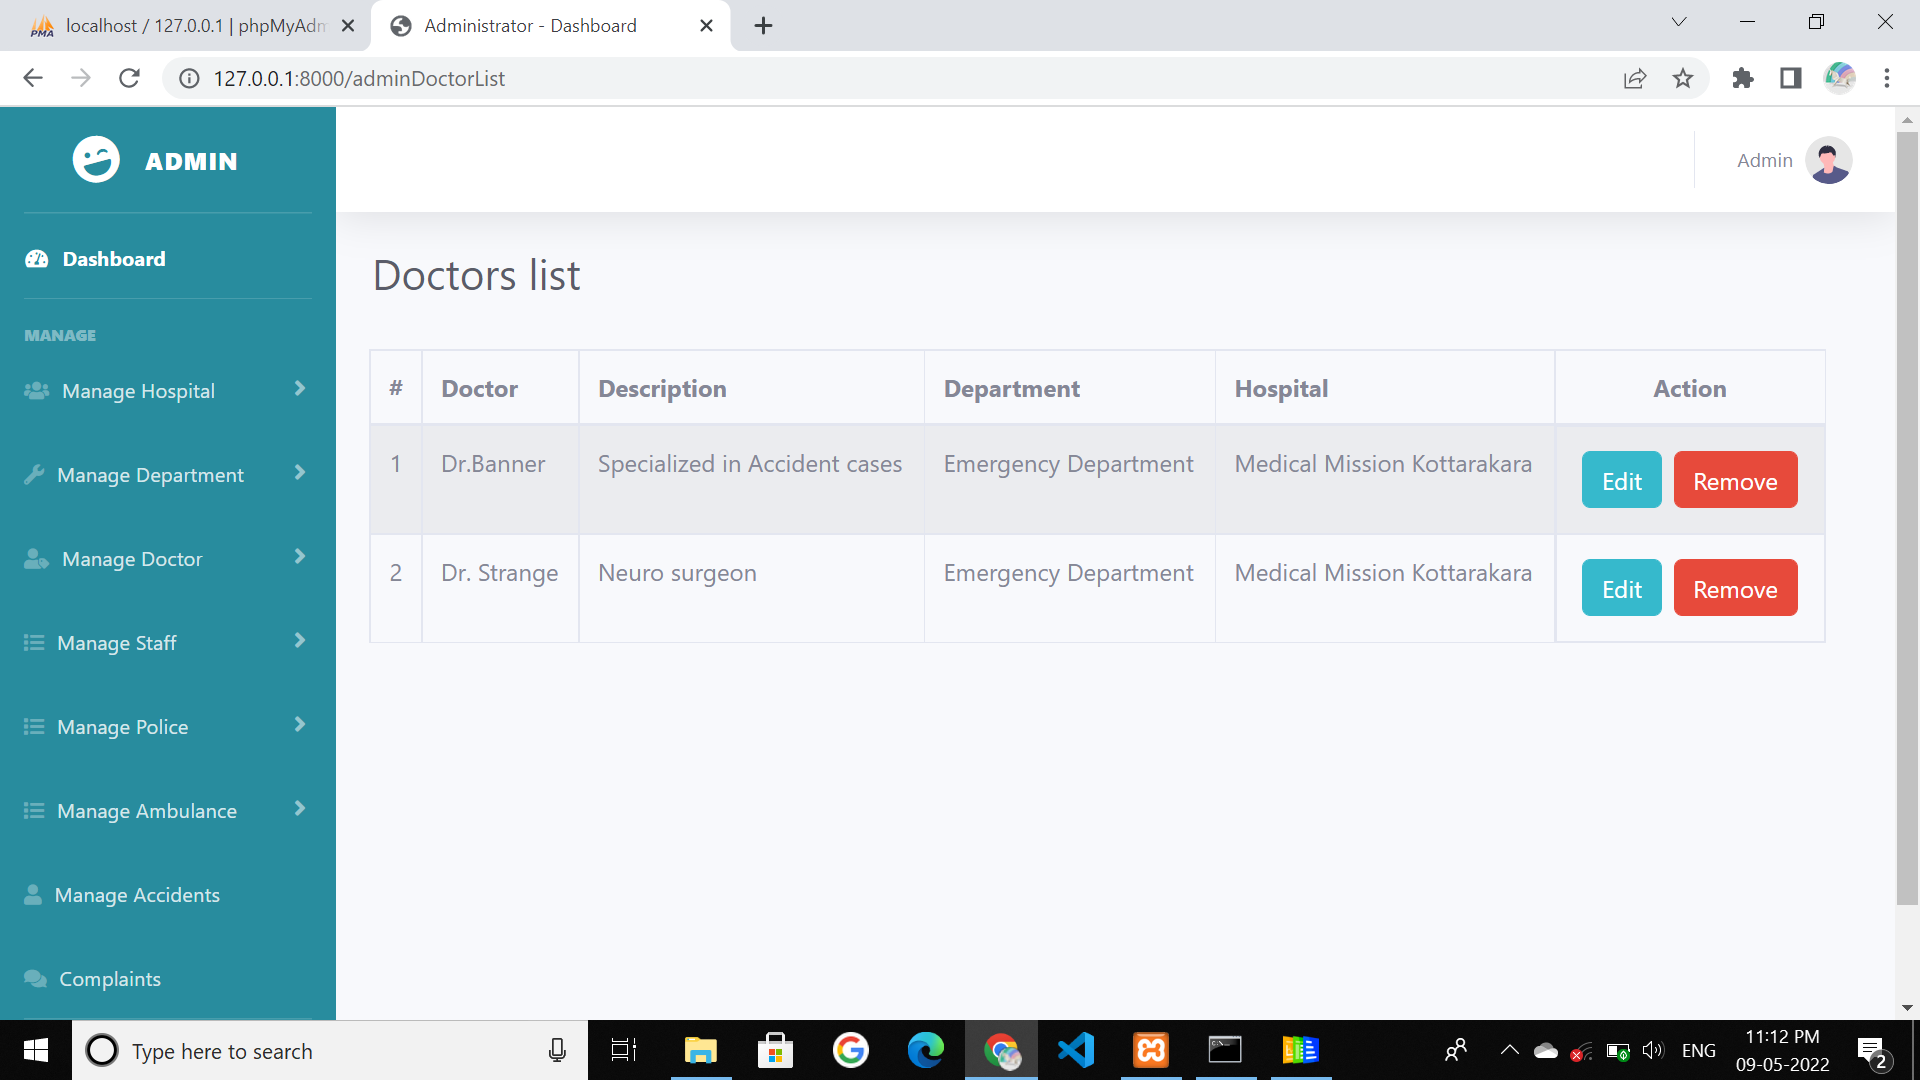 localhost / 127.0.0.1 | phpMyAdm
Administrator - Dashboard
127.0.0.1:8000/adminDoctorList
ADMIN
Admin
Dashboard
MANAGE
Manage Hospital
Manage Department
Manage Doctor
Manage Staff
Manage Police
Manage Ambulance
Manage Accidents
Complaints
Doctors list
# Doctor Description Department Hospital Action
1 Dr.Banner Specialized in Accident cases Emergency Department Medical Mission Kottarakara Edit Remove
2 Dr. Strange Neuro surgeon Emergency Department Medical Mission Kottarakara Edit Remove
Type here to search
ENG
11:12 PM
09-05-2022
2